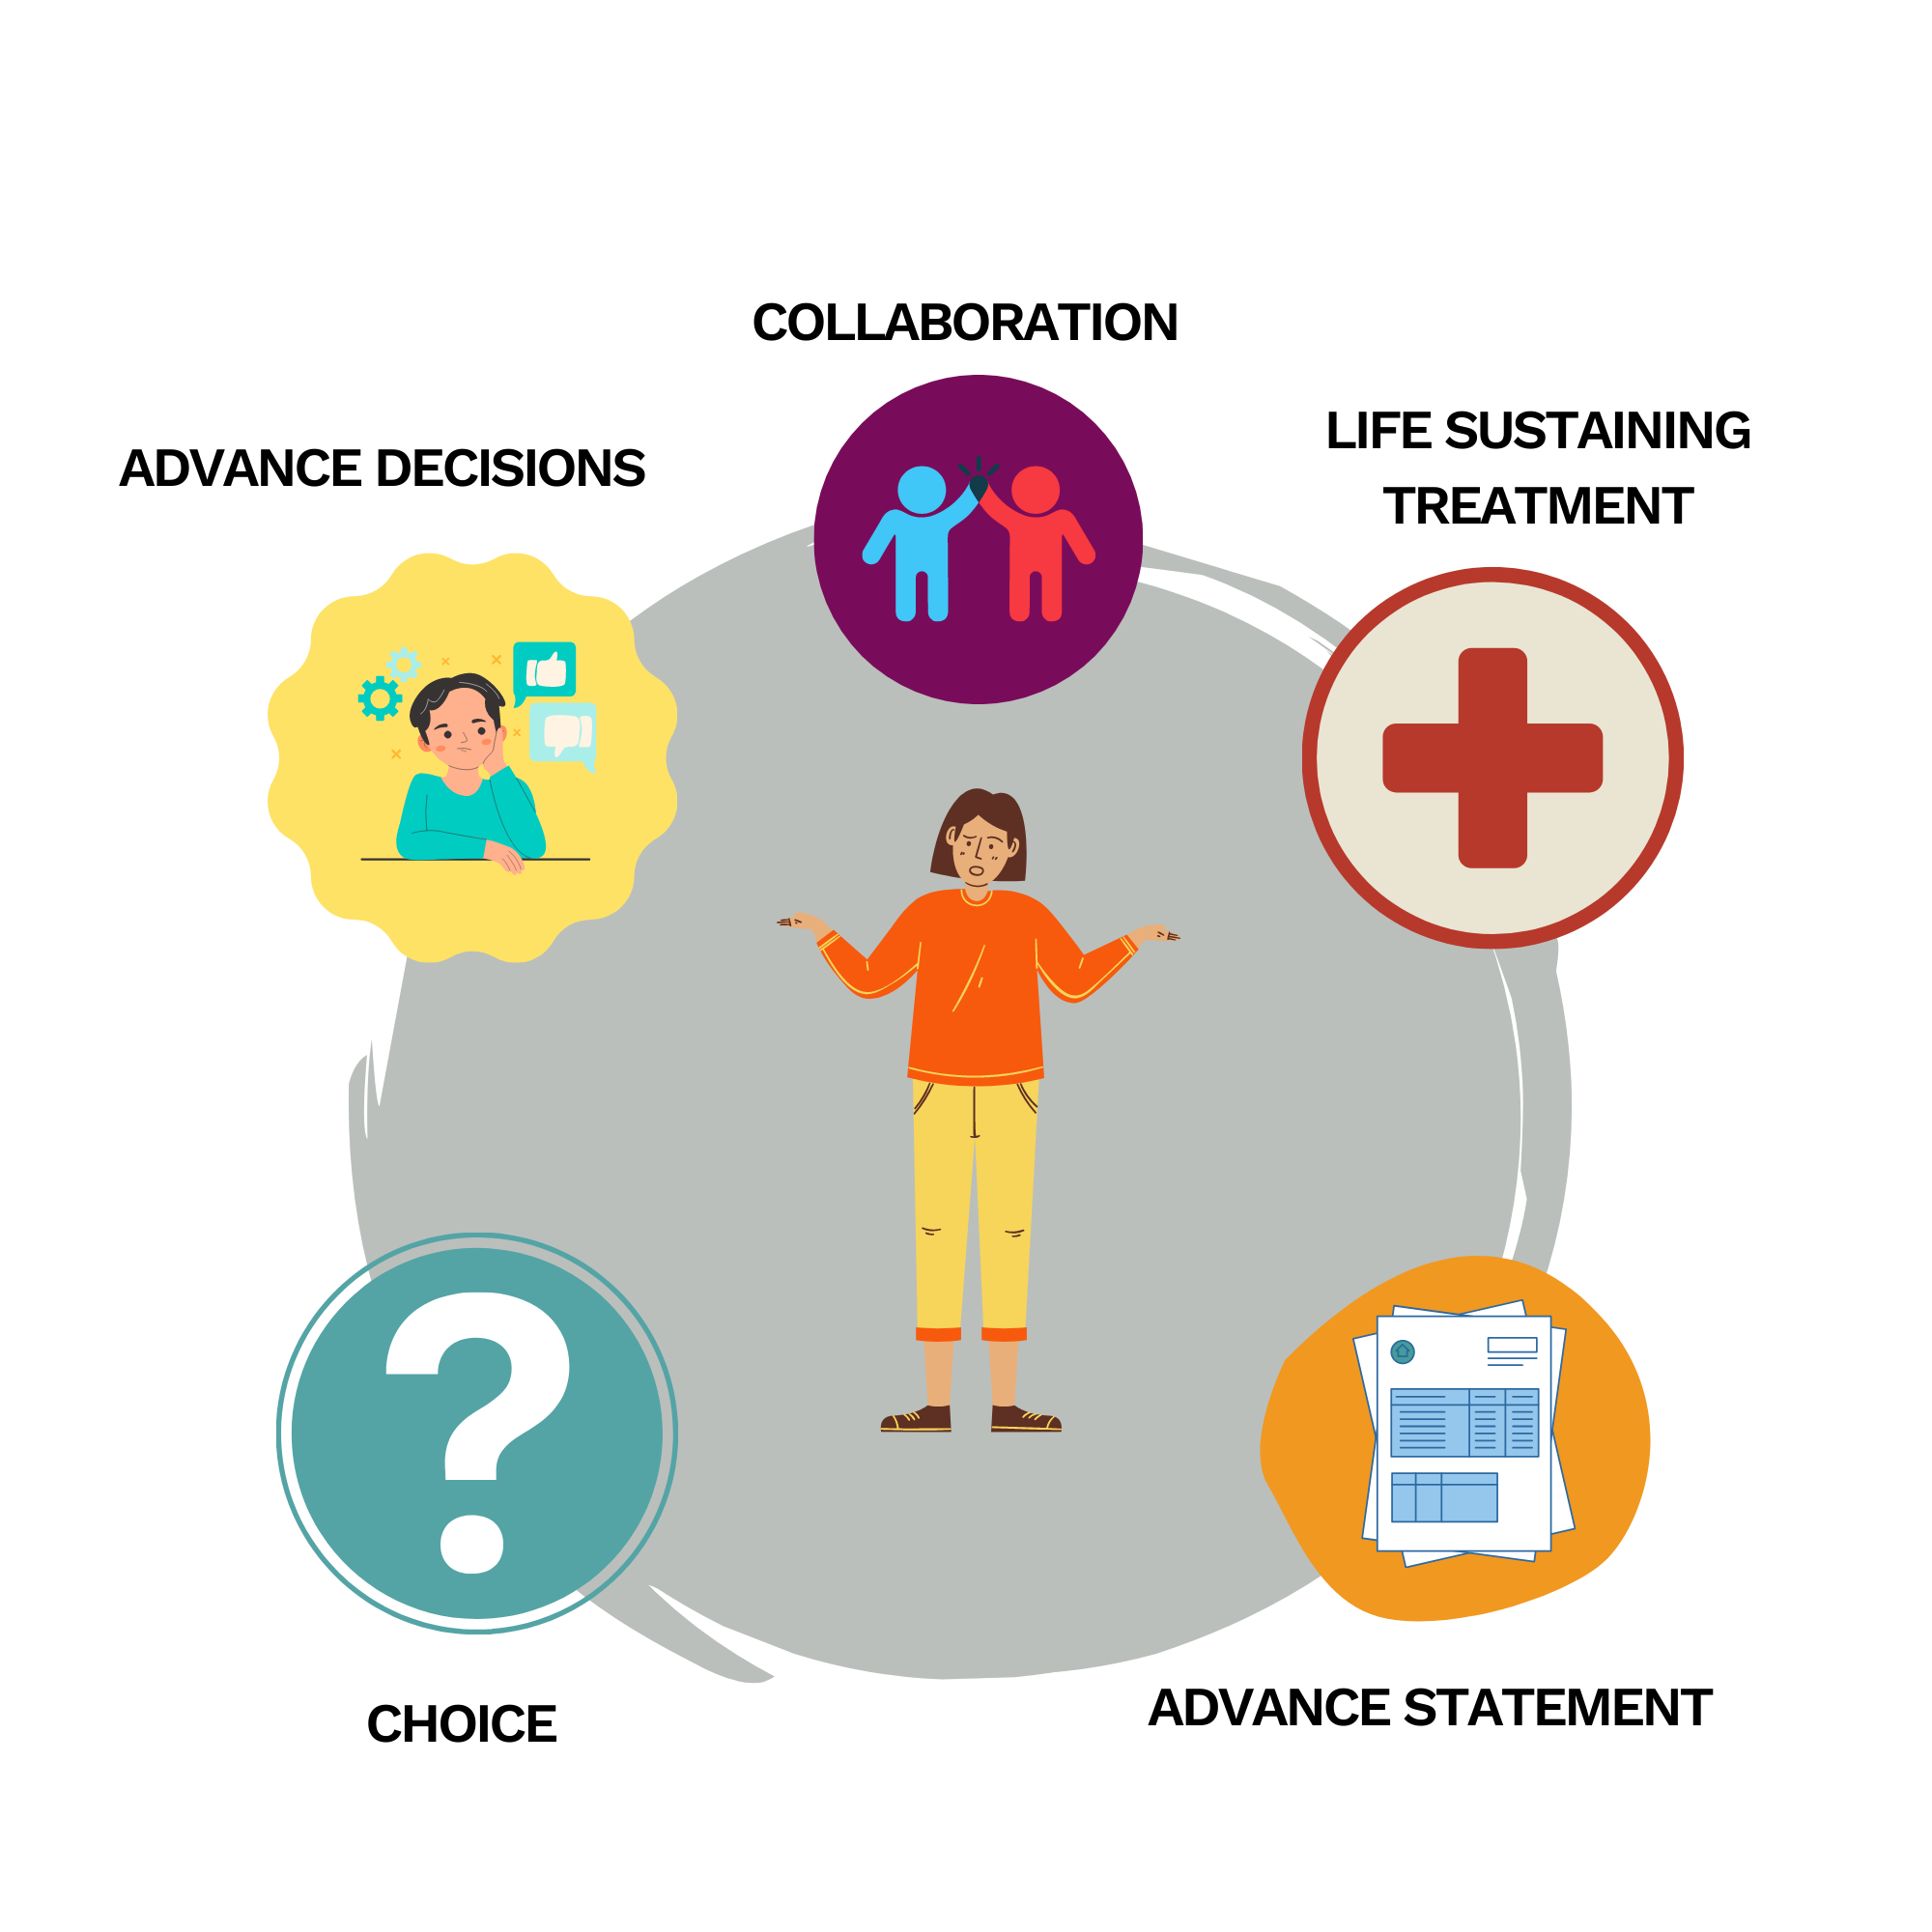 COLLABORATION
ADVANCE DECISIONS
LIFE SUSTAINING
TREATMENT
CHOICE
ADVANCE STATEMENT